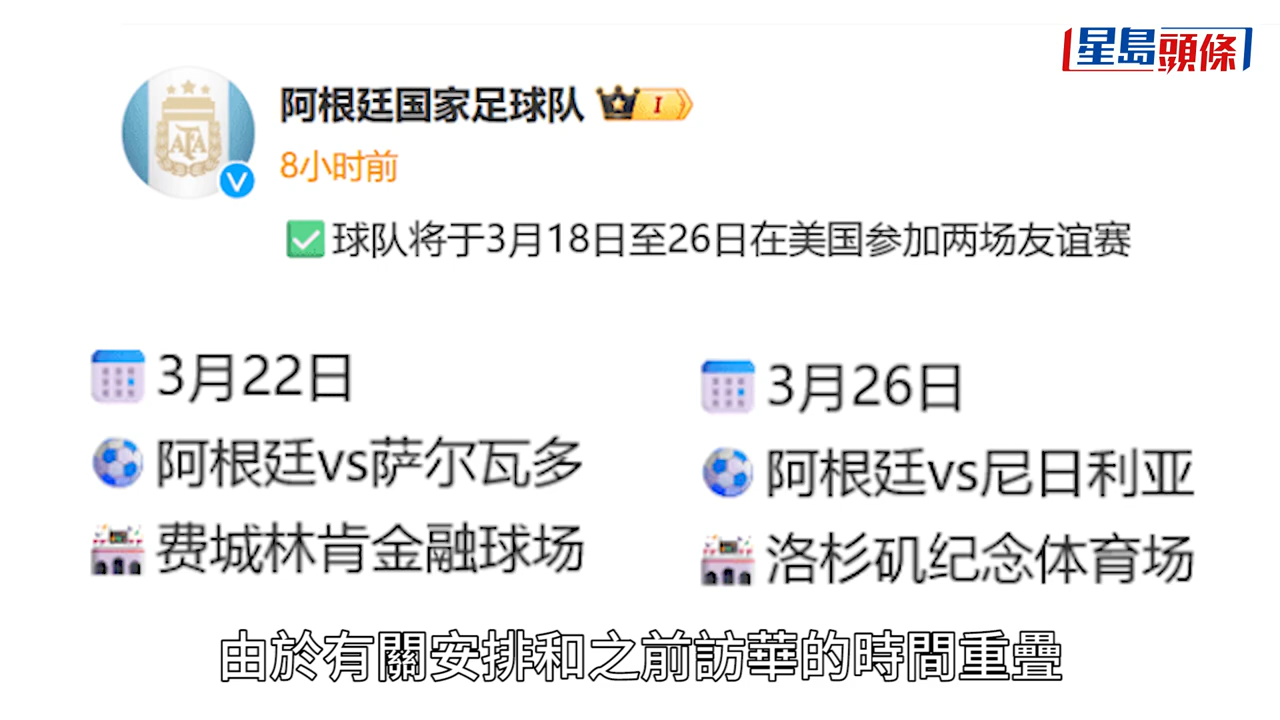 星島頭條
阿根廷国家足球队 I
8小时前
AFA
球队将于3月18日至26日在美国参加两场友谊赛
3月22日
阿根廷vs萨尔瓦多
费城林肯金融球场
3月26日
阿根廷vs尼日利亚
洛杉矶纪念体育场
由於有關安排和之前訪華的時間重疊